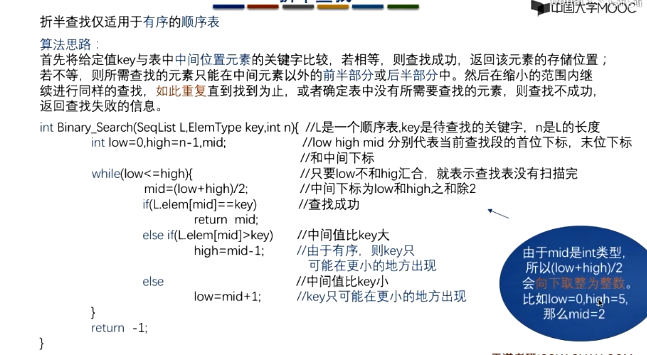 中国大学MOOC
折半查找仅适用于有序的顺序表
算法思路：
首先将给定值key与表中中间位置元素的关键字比较，若相等，则查找成功，返回该元素的存储位置；
若不等，则所需查找的元素只能在中间元素以外的前半部分或后半部分中。然后在缩小的范围内继
续进行同样的查找，如此重复直到找到为止，或者确定表中没有所需要查找的元素，则查找不成功，
返回查找失败的信息。
int Binary_Search(SeqList L,ElemType key,int n){ //L是一个顺序表,key是待查找的关键字，n是L的长度
int low=0,high=n-1,mid; //low high mid 分别代表当前查找段的首位下标，末位下标
//和中间下标
while(low<=high){ //只要low不和hig汇合，就表示查找表没有扫描完
mid=(low+high)/2; //中间下标为low和high之和除2
if(L.elem[mid]==key) //查找成功
return mid;
else if(L.elem[mid]>key) //中间值比key大
high=mid-1; //由于有序，则key只
可能在更小的地方出现
else //中间值比key小
low=mid+1; //key只可能在更小的地方出现
}
return -1;
}
由于mid是int类型,
所以(low+high)/2
会向下取整为整数。
比如low=0,high=5,
那么mid=2